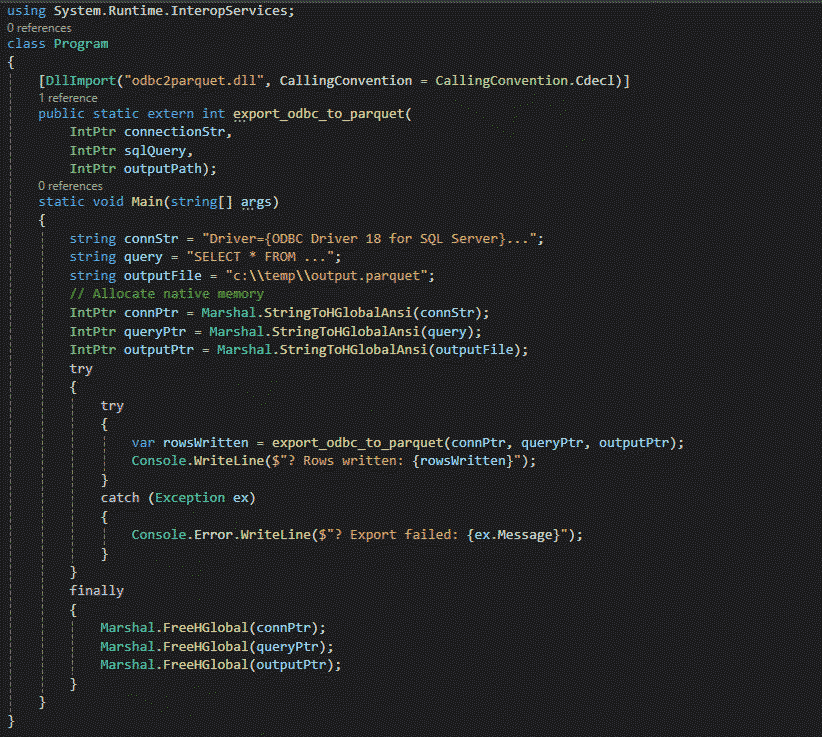 using System.Runtime.InteropServices;
0 references
class Program
{
[DllImport("odbc2parquet.dll", CallingConvention = CallingConvention.Cdecl)]
1 reference
public static extern int export_odbc_to_parquet(
IntPtr connectionStr,
IntPtr sqlQuery,
IntPtr outputPath);
0 references
static void Main(string[] args)
{
string connStr = "Driver={ODBC Driver 18 for SQL Server}...";
string query = "SELECT * FROM ...";
string outputFile = "c:\\temp\\output.parquet";
// Allocate native memory
IntPtr connPtr = Marshal.StringToHGlobalAnsi(connStr);
IntPtr queryPtr = Marshal.StringToHGlobalAnsi(query);
IntPtr outputPtr = Marshal.StringToHGlobalAnsi(outputFile);
try
{
try
{
var rowsWritten = export_odbc_to_parquet(connPtr, queryPtr, outputPtr);
Console.WriteLine($"? Rows written: {rowsWritten}");
}
catch (Exception ex)
{
Console.Error.WriteLine($"? Export failed: {ex.Message}");
}
}
finally
{
Marshal.FreeHGlobal(connPtr);
Marshal.FreeHGlobal(queryPtr);
Marshal.FreeHGlobal(outputPtr);
}
}
}